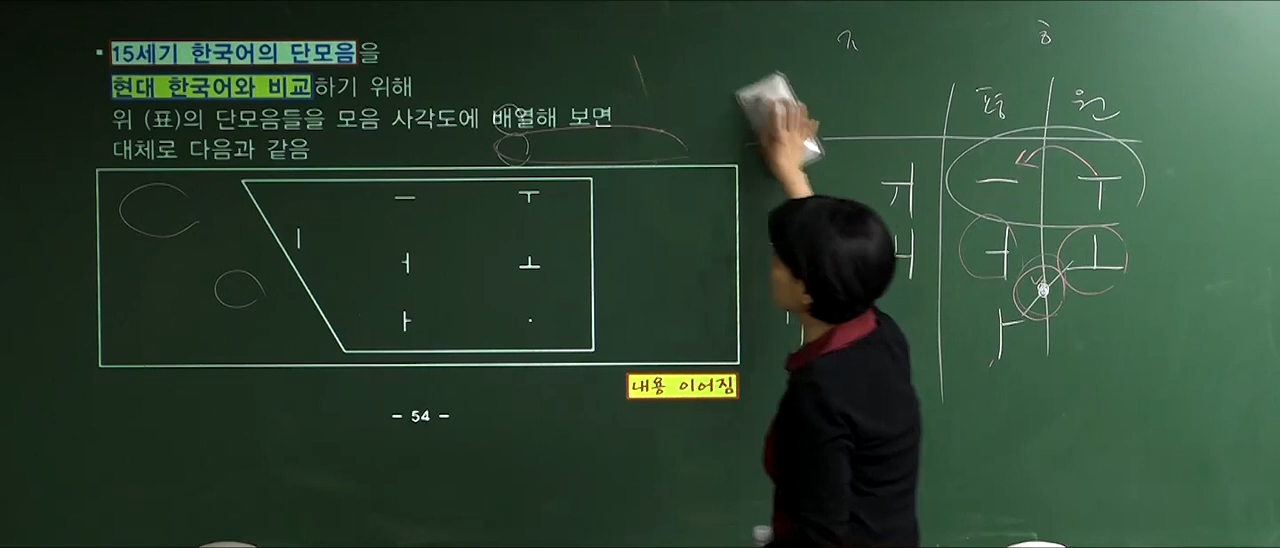 15세기 한국어의 단모음을
현대 한국어와 비교하기 위해
위 (표)의 단모음들을 모음 사각도에 배열해 보면
대체로 다음과 같음
ㅡ ㅜ
ㅣ
ㅓ ㅗ
ㅏ ·
내용 이어짐
- 54 -
ㅈ ㅎ
평 원
ㅟ ㅡ ㅜ
ㅓ ㅗ
ㅏ